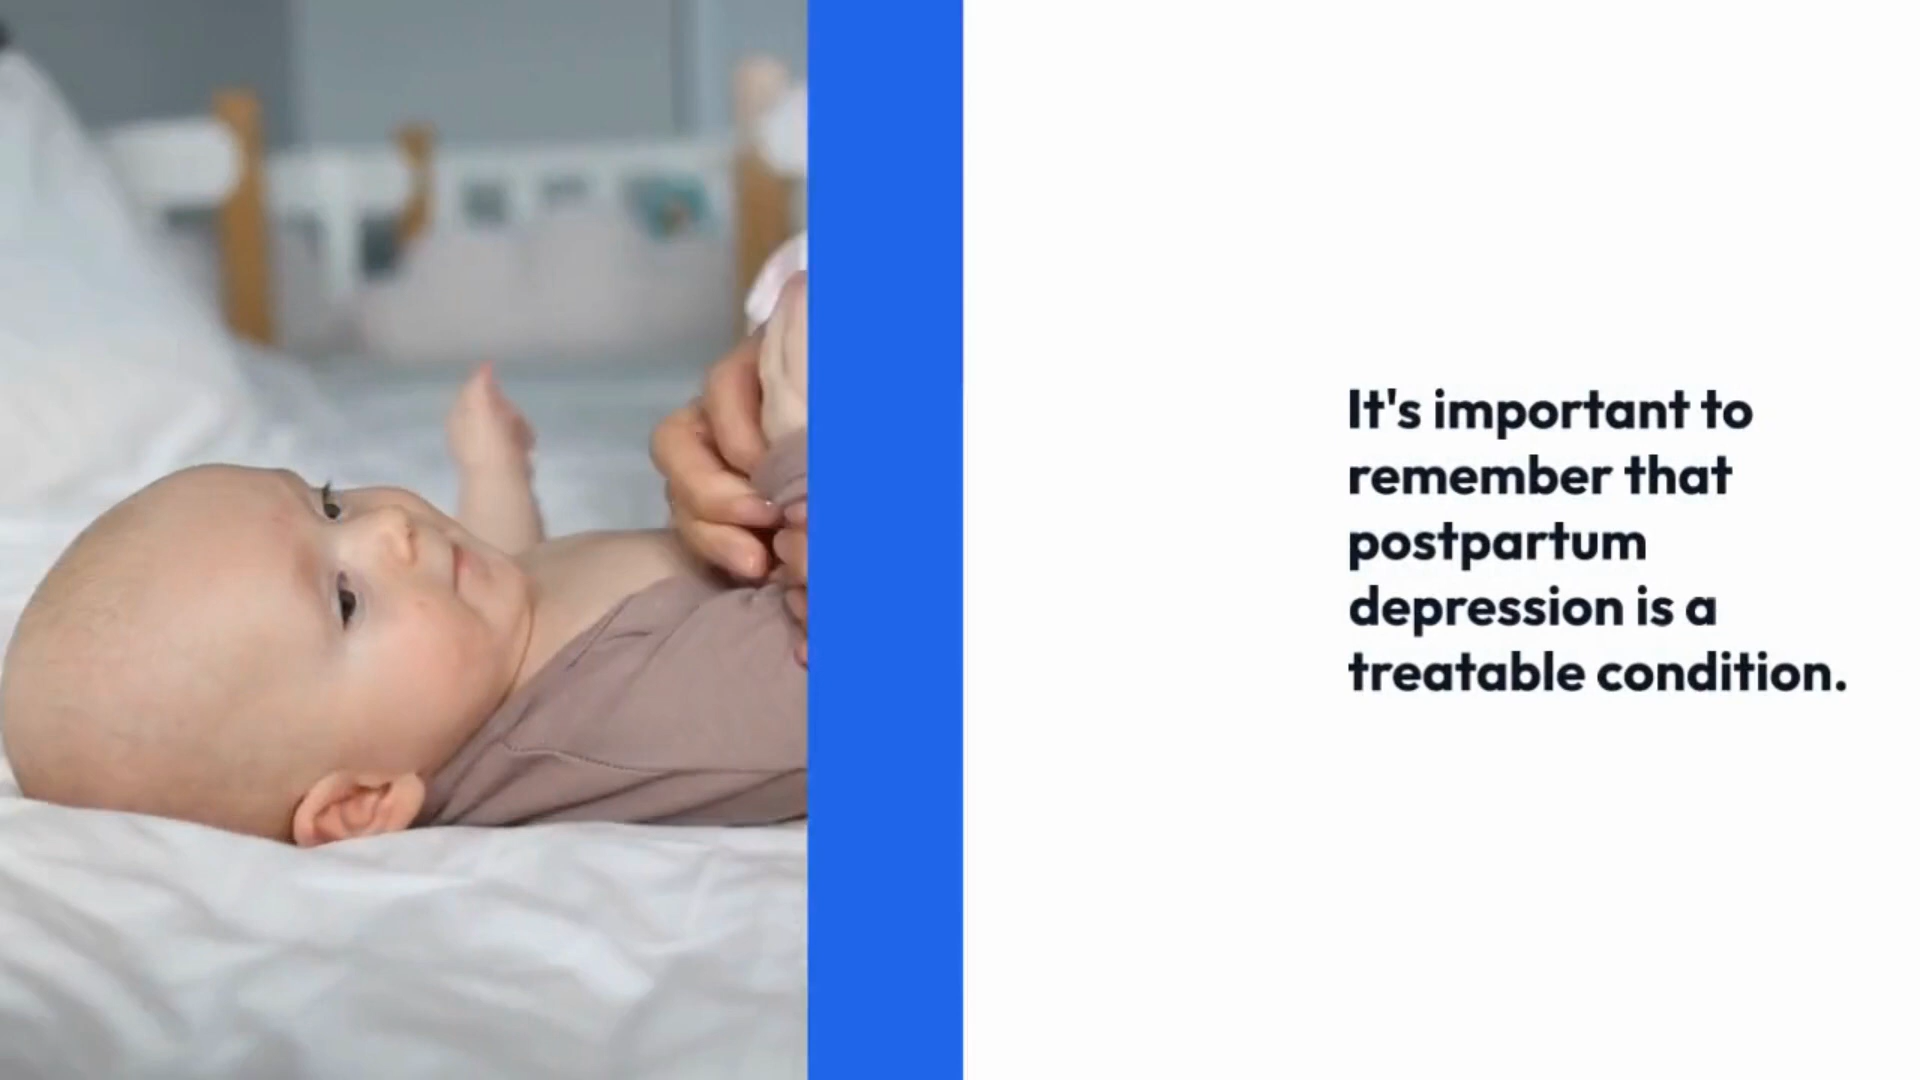 It's important to
remember that
postpartum
depression is a
treatable condition.